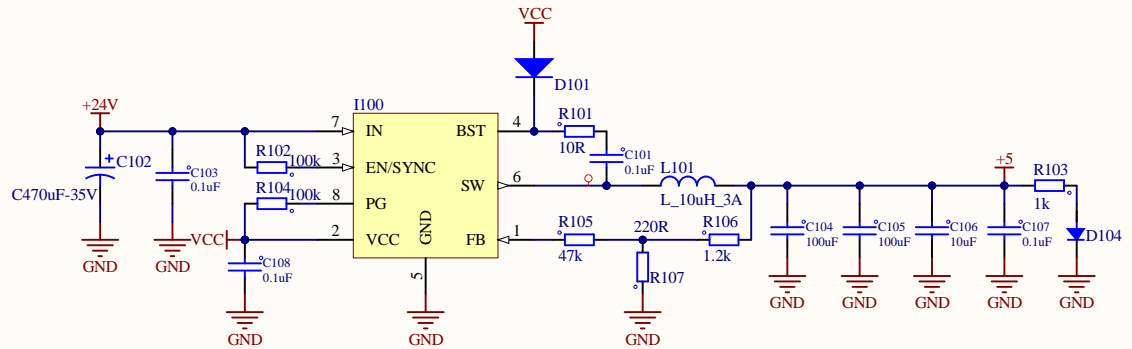 VCC
D101
+24V
I100
7
IN
BST
4
R101
10R
C102
C470uF-35V
C103
0.1uF
R102
100k
3
EN/SYNC
C101
0.1uF
SW
6
L101
L_10uH_3A
+5
R103
1k
R104
100k
8
PG
VCC
2
VCC
GND
5
FB
1
R105
47k
220R
R107
R106
1.2k
C104
100uF
C105
100uF
C106
10uF
C107
0.1uF
D104
C108
0.1uF
GND
GND
GND
GND
GND
GND
GND
GND
GND
GND